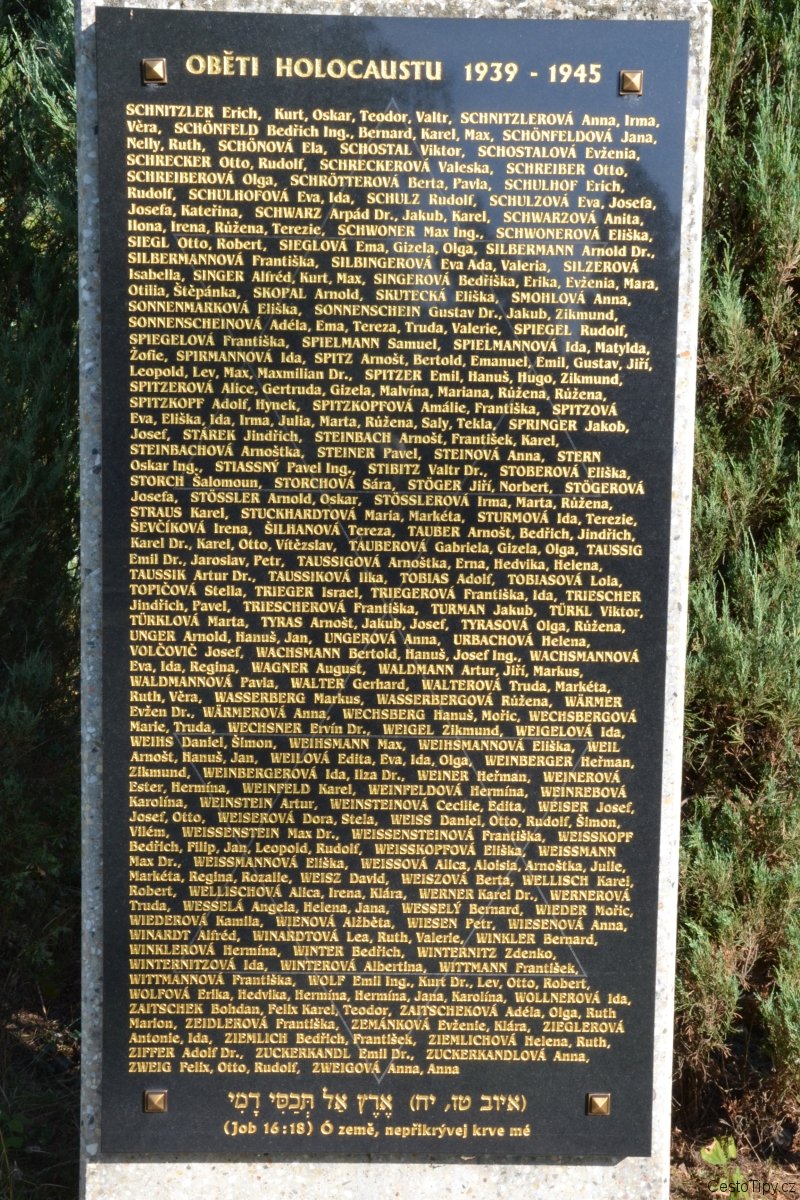 OBĚTI HOLOCAUSTU 1939 - 1945
SCHNITZLER Erich, Kurt, Oskar, Teodor, Valtr, SCHNITZLEROVÁ Anna, Irma,
Věra, SCHÖNFELD Bedřich Ing., Bernard, Karel, Max, SCHÖNFELDOVÁ Jana,
Nelly, Ruth, SCHÖNOVÁ Ela, SCHOSTAL Viktor, SCHOSTALOVÁ Evženia,
SCHRECKER Otto, Rudolf, SCHRECKEROVÁ Valeska, SCHREIBER Otto,
SCHREIBEROVÁ Olga, SCHRÖTTEROVÁ Berta, Pavla, SCHULHOF Erich,
Rudolf, SCHULHOFOVÁ Eva, Ida, SCHULZ Rudolf, SCHULZOVÁ Eva, Josefa,
Josefa, Kateřina, SCHWARZ Arpád Dr., Jakub, Karel, SCHWARZOVÁ Anita,
Ilona, Irena, Růžena, Terezie, SCHWONER Max Ing., SCHWONEROVÁ Eliška,
SIEGL Otto, Robert, SIEGLOVÁ Ema, Gizela, Olga, SILBERMANN Arnold Dr.,
SILBERMANNOVÁ Františka, SILBINGEROVÁ Eva Ada, Valeria, SILZEROVÁ
Isabella, SINGER Alfréd, Kurt, Max, SINGEROVÁ Bedřiška, Erika, Evženia, Mara,
Otilia, Štěpánka, SKOPAL Arnold, SKUTECKÁ Eliška, SMOHLOVÁ Anna,
SONNENMARKOVÁ Eliška, SONNENSCHEIN Gustav Dr., Jakub, Zikmund,
SONNENSCHEINOVÁ Adéla, Ema, Tereza, Truda, Valerie, SPIEGEL Rudolf,
SPIEGELOVÁ Františka, SPIELMANN Samuel, SPIELMANNOVÁ Ida, Matylda,
Žofie, SPIRMANNOVÁ Ida, SPITZ Arnošt, Bertold, Emanuel, Emil, Gustav, Jiří,
Leopold, Lev, Max, Maxmilian Dr., SPITZER Emil, Hanuš, Hugo, Zikmund,
SPITZEROVÁ Alice, Gertruda, Gizela, Malvína, Mariana, Růžena, Růžena,
SPITZKOPF Adolf, Hynek, SPITZKOPFOVÁ Amálie, Františka, SPITZOVÁ
Eva, Eliška, Ida, Irma, Julia, Marta, Růžena, Saly, Tekla, SPRINGER Jakob,
Josef, STÁREK Jindřich, STEINBACH Arnošt, František, Karel,
STEINBACHOVÁ Arnoštka, STEINER Pavel, STEINOVÁ Anna, STERN
Oskar Ing., STIASSNÝ Pavel Ing., STIBITZ Valtr Dr., STOBEROVÁ Eliška,
STORCH Šalomoun, STORCHOVÁ Sára, STÖGER Jiří, Norbert, STÖGEROVÁ
Josefa, STÖSSLER Arnold, Oskar, STÖSSLEROVÁ Irma, Marta, Růžena,
STRAUS Karel, STUCKHARDTOVÁ Maria, Markéta, STURMOVÁ Ida, Terezie,
ŠEVČÍKOVÁ Irena, ŠILHANOVÁ Tereza, TAUBER Arnošt, Bedřich, Jindřich,
Karel Dr., Karel, Otto, Vítězslav, TAUBEROVÁ Gabriela, Gizela, Olga, TAUSSIG
Emil Dr., Jaroslav, Petr, TAUSSIGOVÁ Arnoštka, Erna, Hedvika, Helena,
TAUSSIK Artur Dr., TAUSSIKOVÁ Ilka, TOBIAS Adolf, TOBIASOVÁ Lola,
TOPIČOVÁ Stella, TRIEGER Israel, TRIEGEROVÁ Františka, Ida, TRIESCHER
Jindřich, Pavel, TRIESCHEROVÁ Františka, TURMAN Jakub, TÜRKL Viktor,
TÜRKLOVÁ Marta, TYRAS Arnošt, Jakub, Josef, TYRASOVÁ Olga, Růžena,
UNGER Arnold, Hanuš, Jan, UNGEROVÁ Anna, URBACHOVÁ Helena,
VOLČOVIČ Josef, WACHSMANN Bertold, Hanuš, Josef Ing., WACHSMANNOVÁ
Eva, Ida, Regina, WAGNER August, WALDMANN Artur, Jiří, Markus,
WALDMANNOVÁ Pavla, WALTER Gerhard, WALTEROVÁ Truda, Markéta,
Ruth, Věra, WASSERBERG Markus, WASSERBERGOVÁ Růžena, WÄRMER
Evžen Dr., WÄRMEROVÁ Anna, WECHSBERG Hanuš, Mořic, WECHSBERGOVÁ
Marie, Truda, WECHSNER Ervín Dr., WEIGEL Zikmund, WEIGELOVÁ Ida,
WEIHS Daniel, Šimon, WEIHSMANN Max, WEIHSMANNOVÁ Eliška, WEIL
Arnošt, Hanuš, Jan, WEILOVÁ Edita, Eva, Ida, Olga, WEINBERGER Heřman,
Zikmund, WEINBERGEROVÁ Ida, Ilza Dr., WEINER Heřman, WEINEROVÁ
Ester, Hermína, WEINFELD Karel, WEINFELDOVÁ Hermína, WEINREBOVÁ
Karolína, WEINSTEIN Artur, WEINSTEINOVÁ Cecilie, Edita, WEISER Josef,
Josef, Otto, WEISEROVÁ Dora, Stela, WEISS Daniel, Otto, Rudolf, Šimon,
Vilém, WEISSENSTEIN Max Dr., WEISSENSTEINOVÁ Františka, WEISSKOPF
Bedřich, Filip, Jan, Leopold, Rudolf, WEISSKOPFOVÁ Eliška, WEISSMANN
Max Dr., WEISSMANNOVÁ Eliška, WEISSOVÁ Alica, Aloisia, Arnoštka, Julie,
Markéta, Regina, Rozalie, WEISZ David, WEISZOVÁ Berta, WELLISCH Karel,
Robert, WELLISCHOVÁ Alica, Irena, Klára, WERNER Karel Dr., WERNEROVÁ
Truda, WESSELÁ Angela, Helena, Jana, WESSELÝ Bernard, WIEDER Mořic,
WIEDEROVÁ Kamila, WIENOVÁ Alžběta, WIESEN Petr, WIESENOVÁ Anna,
WINARDT Alfréd, WINARDTOVÁ Lea, Ruth, Valerie, WINKLER Bernard,
WINKLEROVÁ Hermína, WINTER Bedřich, WINTERNITZ Zdenko,
WINTERNITZOVÁ Ida, WINTEROVÁ Albertina, WITTMANN František,
WITTMANNOVÁ Františka, WOLF Emil Ing., Kurt Dr., Lev, Otto, Robert,
WOLFOVÁ Erika, Hedvika, Hermína, Hermína, Jana, Karolína, WOLLNEROVÁ Ida,
ZAITSCHEK Bohdan, Felix Karel, Teodor, ZAITSCHEKOVÁ Adéla, Olga, Ruth
Marion, ZEIDLEROVÁ Františka, ZEMÁNKOVÁ Evženie, Klára, ZIEGLEROVÁ
Antonie, Ida, ZIEMLICH Bedřich, František, ZIEMLICHOVÁ Helena, Ruth,
ZIFFER Adolf Dr., ZUCKERKANDL Emil Dr., ZUCKERKANDLOVÁ Anna,
ZWEIG Felix, Otto, Rudolf, ZWEIGOVÁ Anna, Anna
(איוב טז, יח) אֶרֶץ אַל תְּכַסִּי דָמִי
(Job 16:18) Ó země, nepřikrývej krve mé
CestoTipy.cz